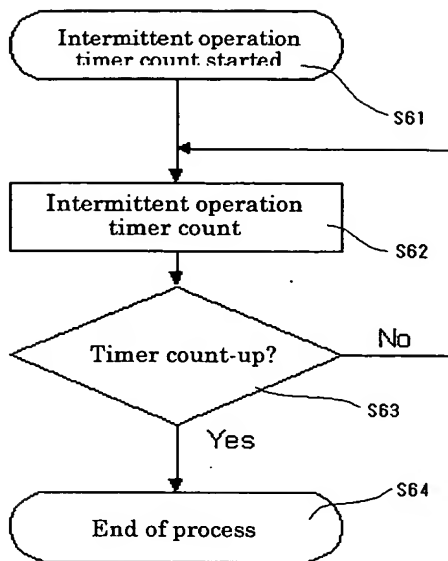 Intermittent operation
timer count started
S61
Intermittent operation
timer count
S62
Timer count-up?
No
S63
Yes
S64
End of process